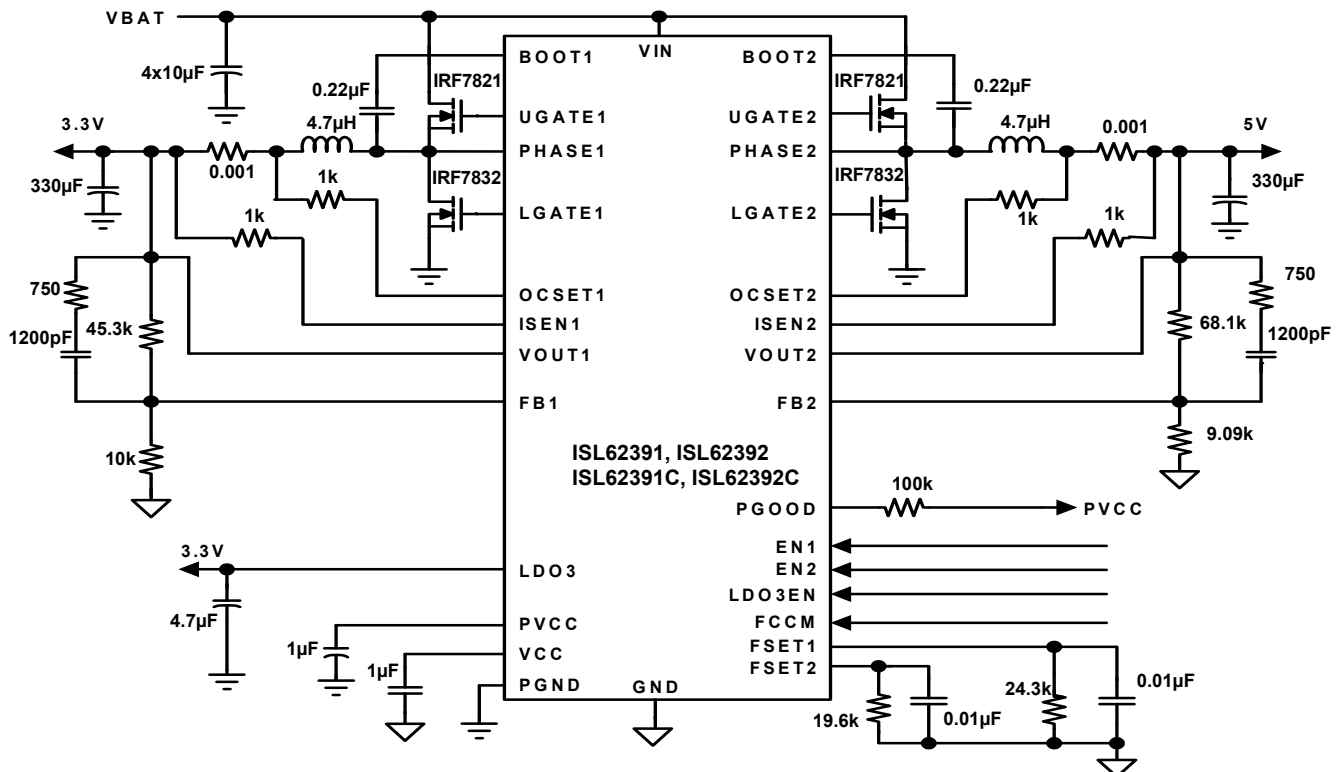 VBAT
VIN
4x10µF
BOOT1
BOOT2
IRF7821
IRF7821
0.22µF
0.22µF
UGATE1
UGATE2
3.3V
4.7µH
4.7µH
0.001
5V
PHASE1
PHASE2
0.001
IRF7832
IRF7832
330µF
1k
1k
330µF
LGATE1
LGATE2
1k
1k
750
OCSET1
OCSET2
750
1200pF
45.3k
ISEN1
ISEN2
68.1k
1200pF
VOUT1
VOUT2
FB1
FB2
10k
9.09k
ISL62391, ISL62392
ISL62391C, ISL62392C
100k
PGOOD
PVCC
EN1
3.3V
LDO3
EN2
LDO3EN
4.7µF
PVCC
FCCM
1µF
VCC
FSET1
1µF
FSET2
PGND
GND
19.6k
0.01µF
24.3k
0.01µF